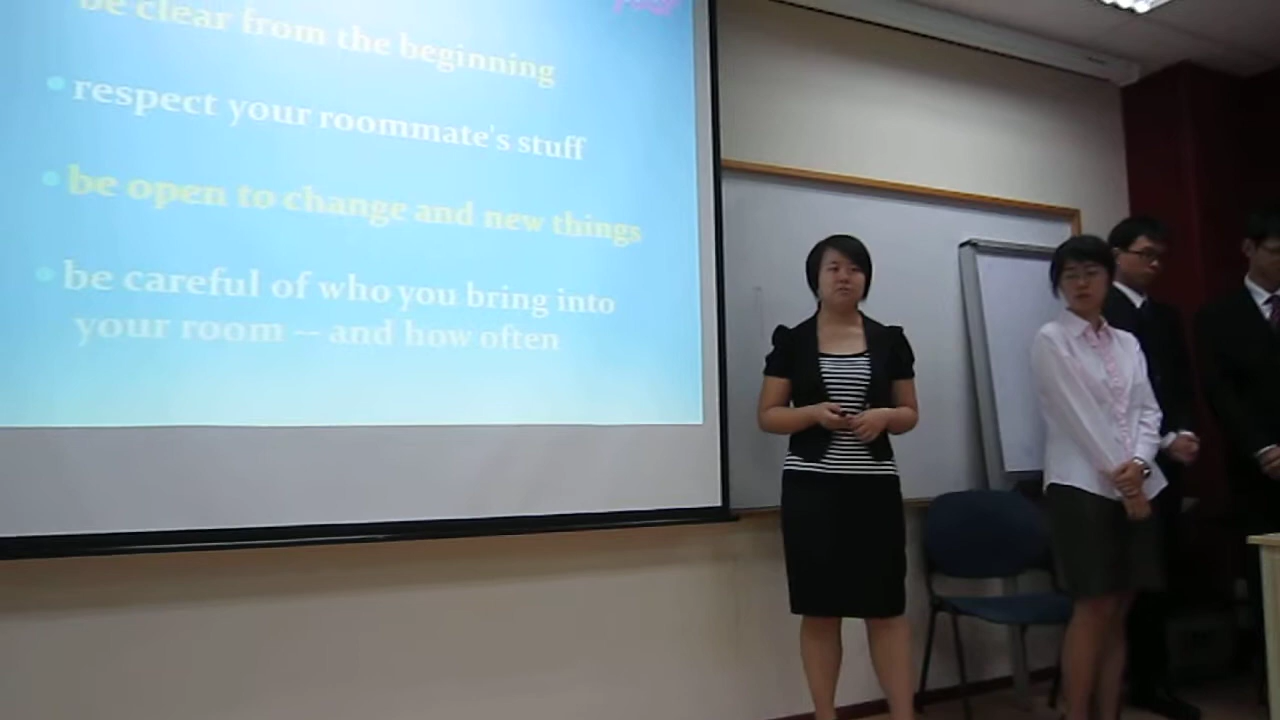 be clear from the beginning
respect your roommate's stuff
be open to change and new things
be careful of who you bring into
your room -- and how often